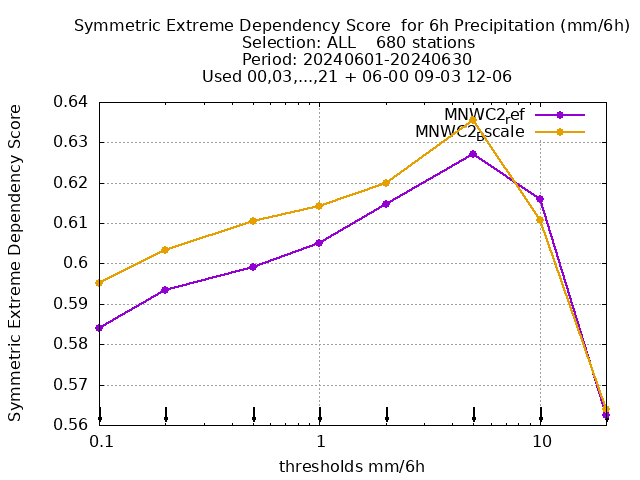 Symmetric Extreme Dependency Score  for 6h Precipitation (mm/6h)
Selection: ALL    680 stations
Period: 20240601-20240630
Used 00,03,...,21 + 06-00 09-03 12-06
MNWC2_ref
MNWC2_Bscale
0.64
0.63
0.62
0.61
0.6
0.59
0.58
0.57
0.56
Symmetric Extreme Dependency Score
0.1 1 10
thresholds mm/6h